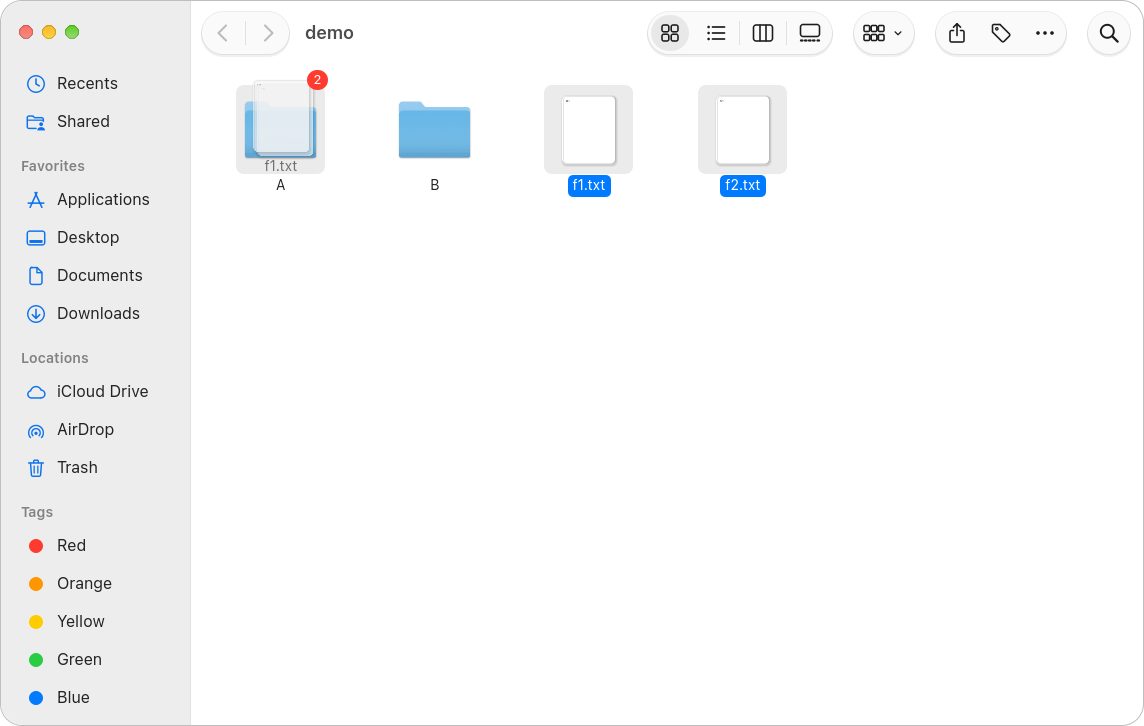 demo
Recents
Shared
Favorites
Applications
Desktop
Documents
Downloads
Locations
iCloud Drive
AirDrop
Trash
Tags
Red
Orange
Yellow
Green
Blue
2
f1.txt
A
B
f1.txt
f2.txt